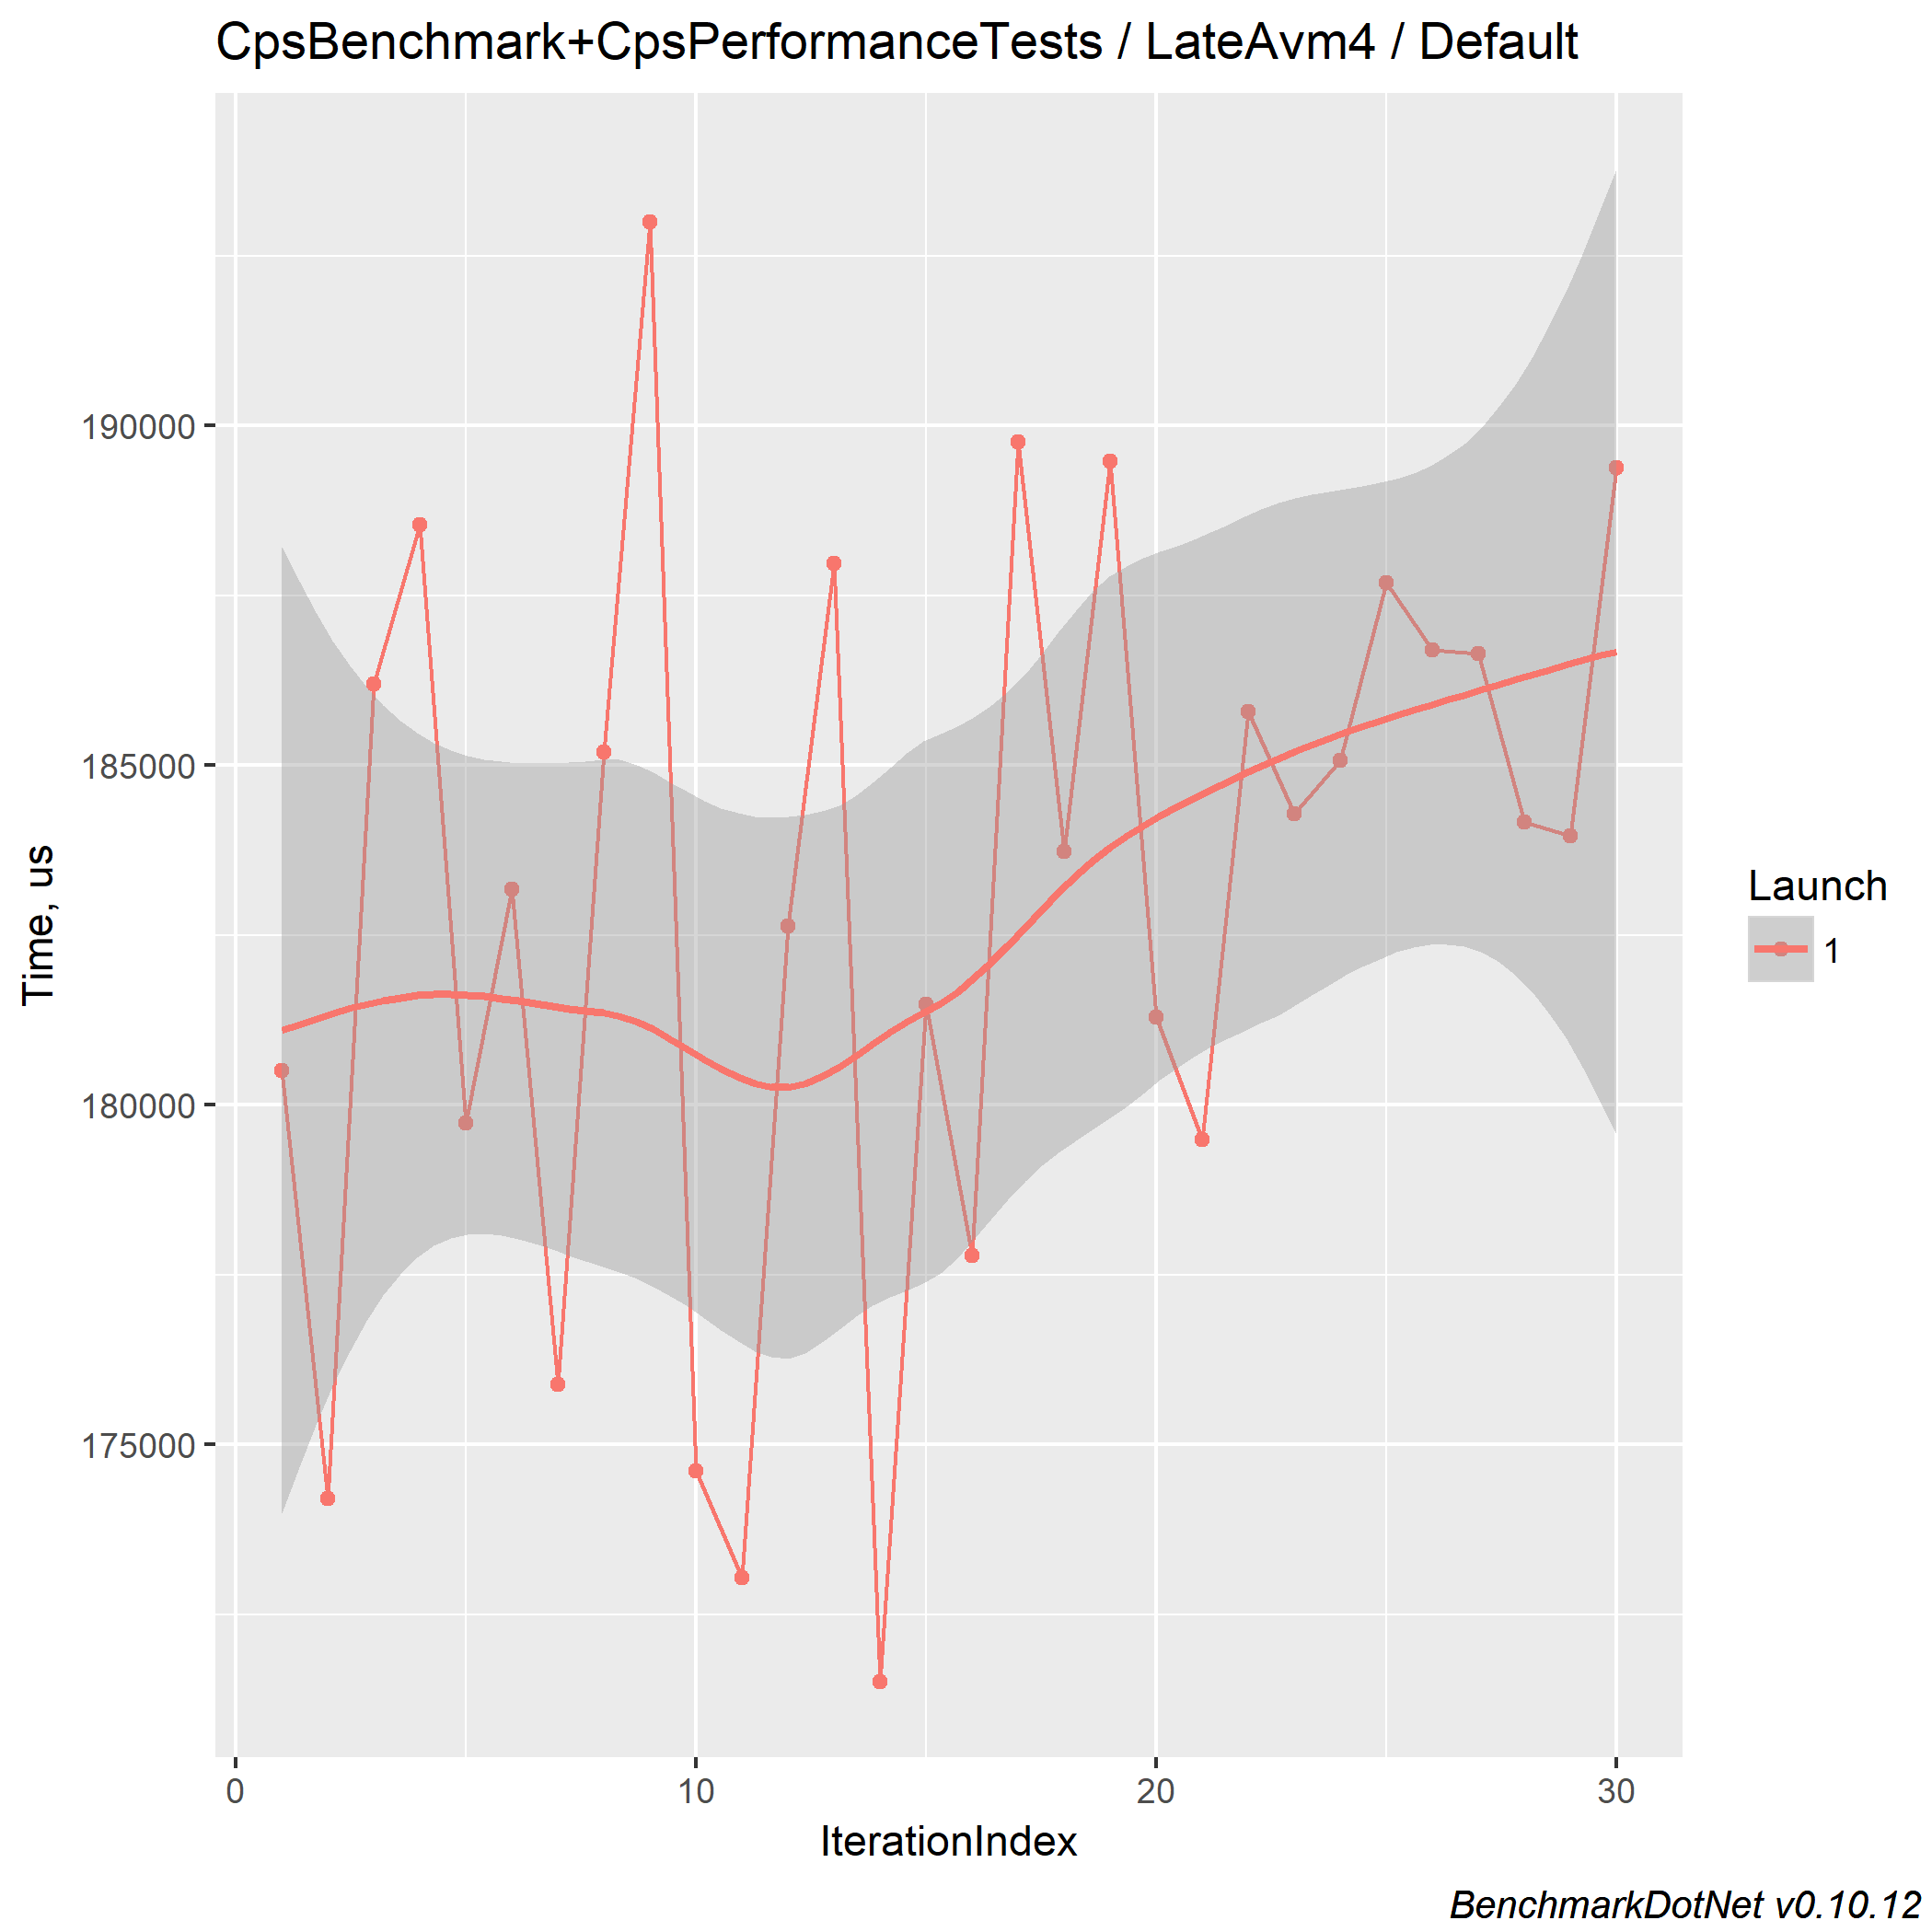 CpsBenchmark+CpsPerformanceTests / LateAvm4 / Default
190000
185000
180000
175000
Time, us
0 10 20 30
IterationIndex
Launch
1
BenchmarkDotNet v0.10.12